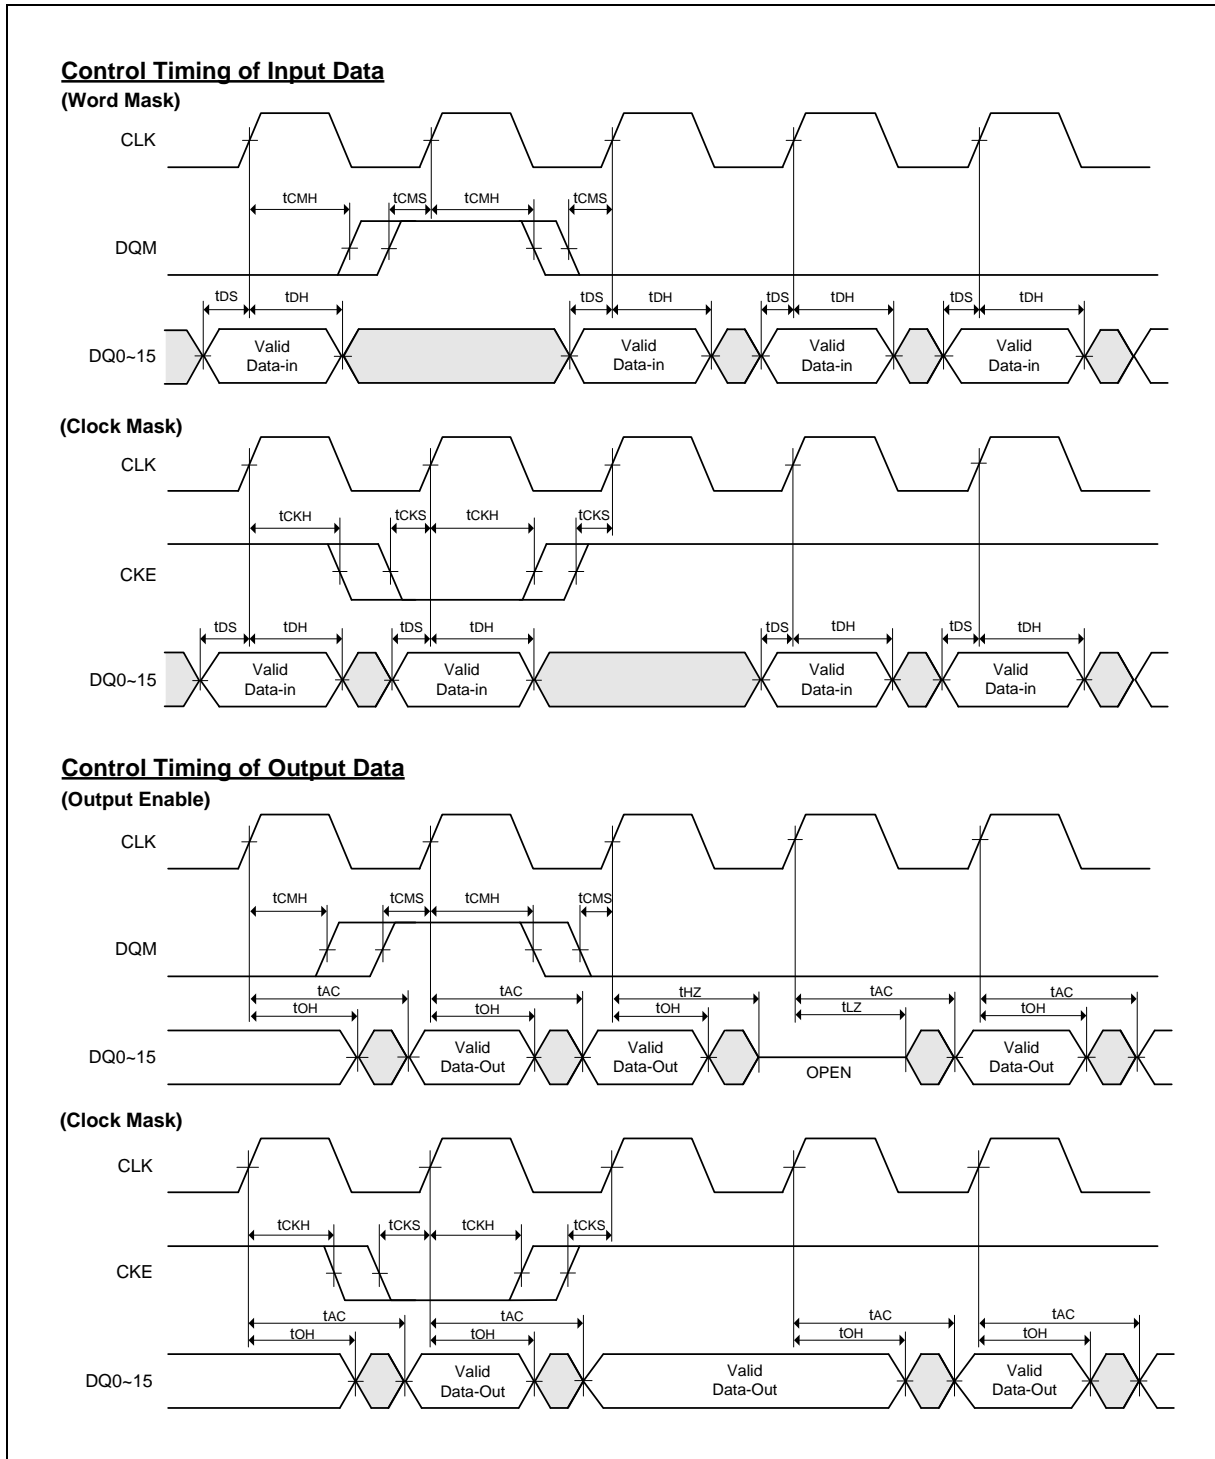 Control Timing of Input Data
(Word Mask)
CLK
tCMH tCMS tCMH tCMS
DQM
tDS tDH tDS tDH tDS tDH tDS tDH
DQ0~15
Valid Data-in
Valid Data-in
Valid Data-in
Valid Data-in
(Clock Mask)
CLK
tCKH tCKS tCKH tCKS
CKE
tDS tDH tDS tDH tDS tDH tDS tDH
DQ0~15
Valid Data-in
Valid Data-in
Valid Data-in
Valid Data-in
Control Timing of Output Data
(Output Enable)
CLK
tCMH tCMS tCMH tCMS
DQM
tAC tAC tHZ tAC tAC
tOH tOH tOH tLZ tOH
DQ0~15
Valid Data-Out
Valid Data-Out
OPEN
Valid Data-Out
(Clock Mask)
CLK
tCKH tCKS tCKH tCKS
CKE
tAC tAC tAC tAC
tOH tOH tOH tOH
DQ0~15
Valid Data-Out
Valid Data-Out
Valid Data-Out